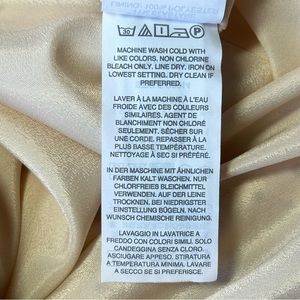 MACHINE WASH COLD WITH
LIKE COLORS. NON CHLORINE
BLEACH ONLY. LINE DRY. IRON ON
LOWEST SETTING. DRY CLEAN IF
PREFERRED.
LAVER À LA MACHINE À L'EAU
FROIDE AVEC DES COULEURS
SIMILAIRES. AGENT DE
BLANCHIMENT NON CHLORÉ
SEULEMENT. SÉCHER SUR
UNE CORDE. REPASSER À LA
PLUS BASSE TEMPÉRATURE.
NETTOYAGE À SEC SI PRÉFÉRÉ.
IN DER MASCHINE MIT ÄHNLICHEN
FARBEN KALT WASCHEN. NUR
CHLORFREIES BLEICHMITTEL
VERWENDEN. AUF DER LEINE
TROCKNEN. BEI NIEDRIGSTER
EINSTELLUNG BÜGELN. NACH
WUNSCH CHEMISCHE REINIGUNG.
LAVAGGIO IN LAVATRICE A
FREDDO CON COLORI SIMILI. SOLO
CANDEGGINA SENZA CLORO.
ASCIUGARE APPESO. STIRATURA
A TEMPERATURA MINIMA. LAVARE
A SECCO SE SI PREFERISCE.